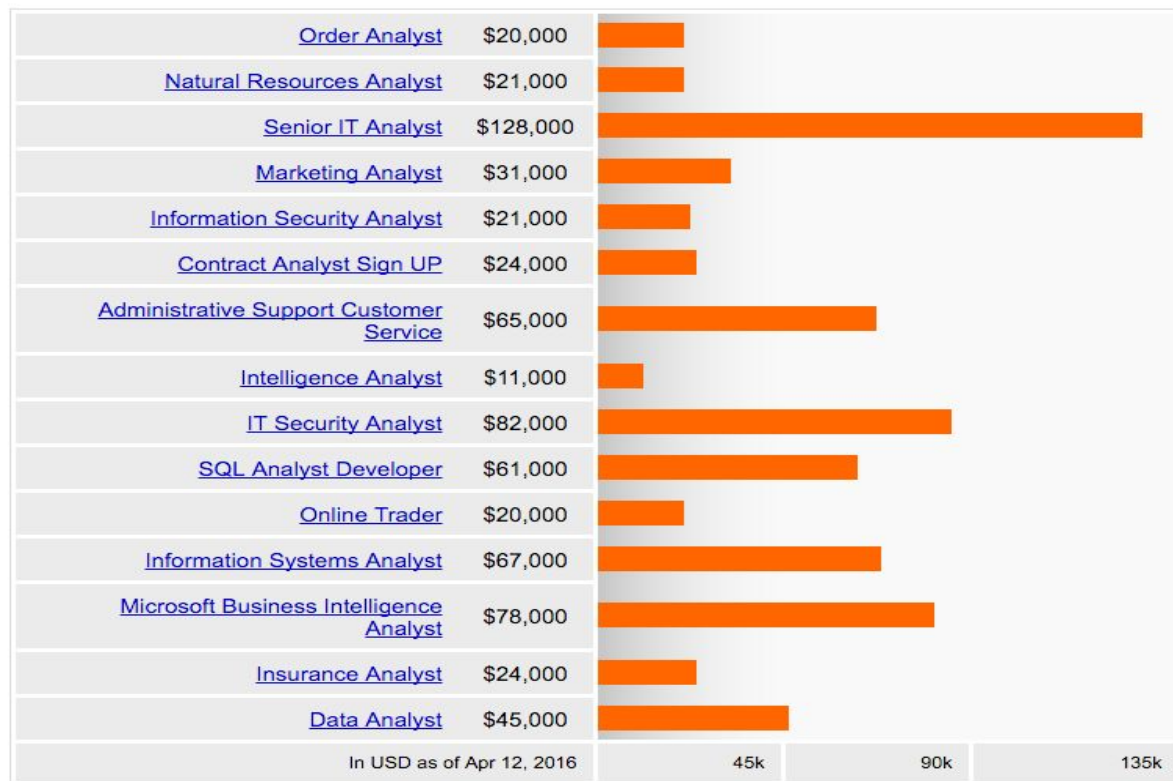 Order Analyst $20,000
Natural Resources Analyst $21,000
Senior IT Analyst $128,000
Marketing Analyst $31,000
Information Security Analyst $21,000
Contract Analyst Sign UP $24,000
Administrative Support Customer
Service $65,000
Intelligence Analyst $11,000
IT Security Analyst $82,000
SQL Analyst Developer $61,000
Online Trader $20,000
Information Systems Analyst $67,000
Microsoft Business Intelligence
Analyst $78,000
Insurance Analyst $24,000
Data Analyst $45,000
In USD as of Apr 12, 2016 45k 90k 135k